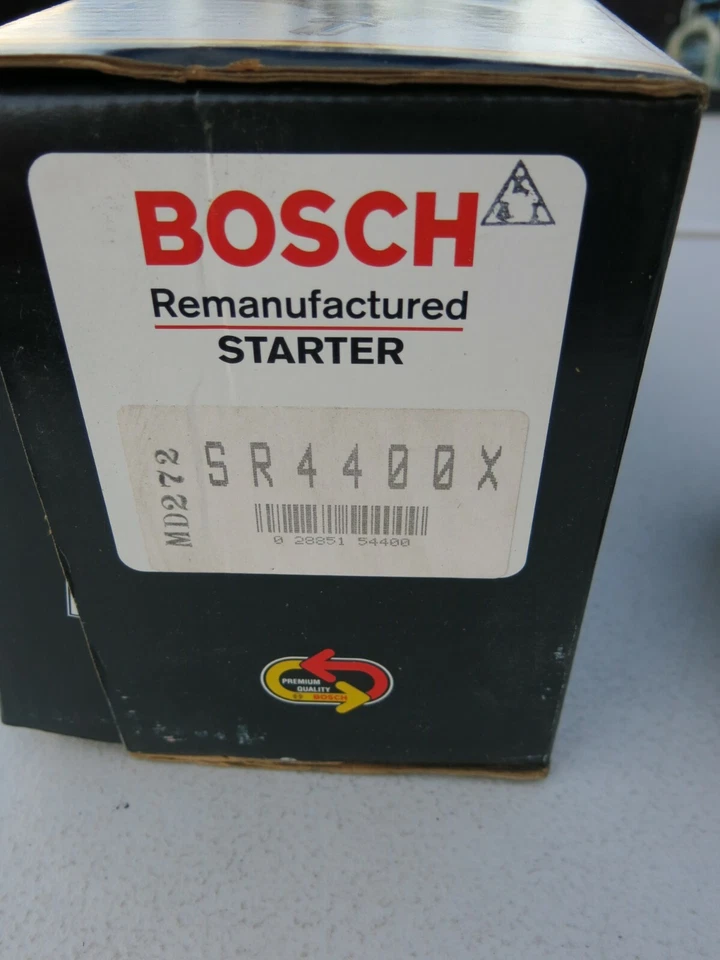 BOSCH
Remanufactured
STARTER
MD272
SR4400X
0 28851 54400
PREMIUM
QUALITY
BOSCH